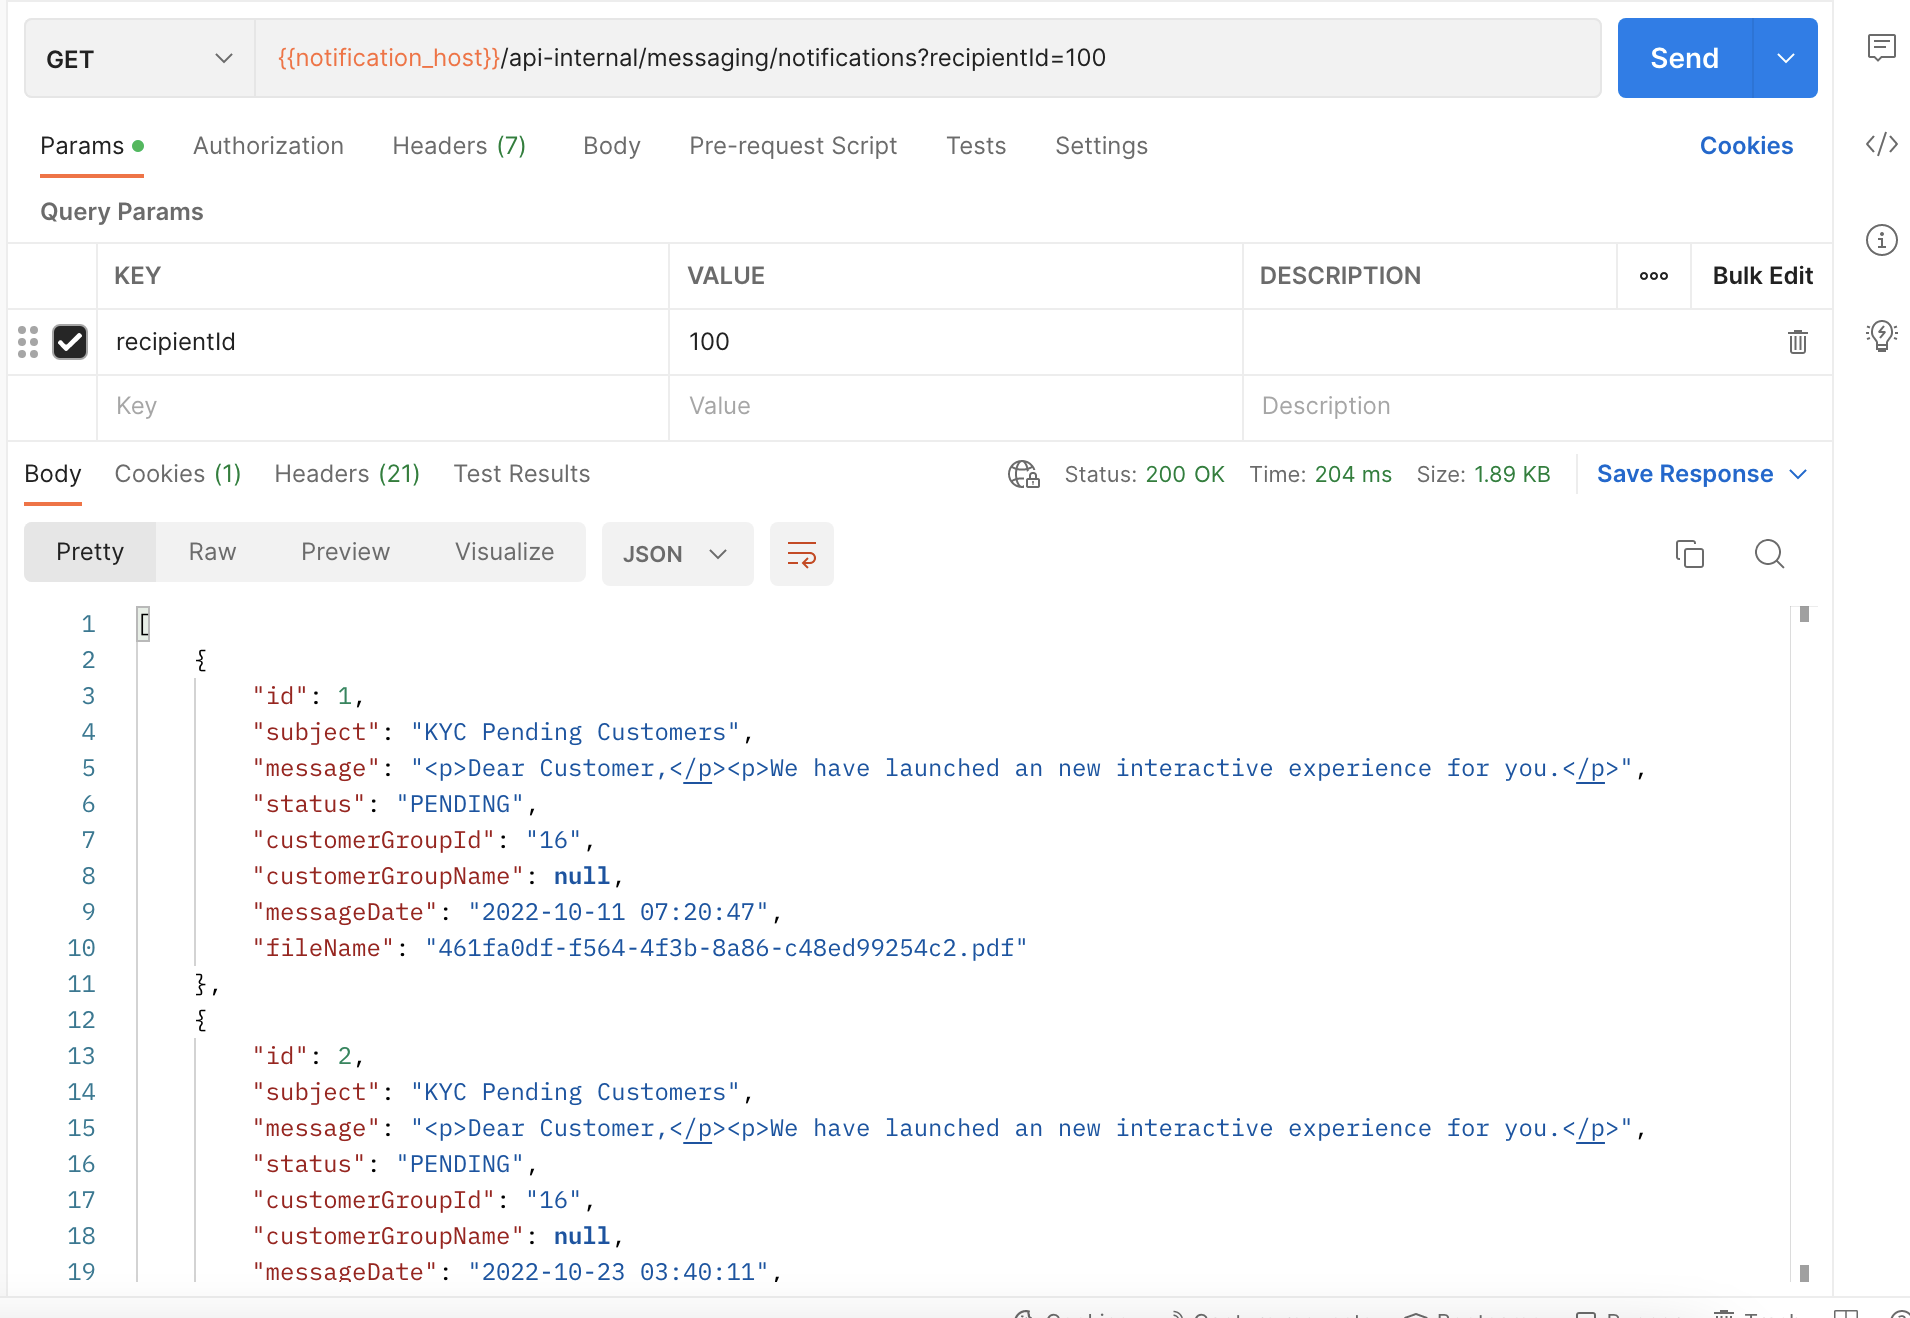 GET {{notification_host}}/api-internal/messaging/notifications?recipientId=100 Send
Params Authorization Headers (7) Body Pre-request Script Tests Settings Cookies
Query Params
KEY VALUE DESCRIPTION ooo Bulk Edit
recipientId 100
Key Value Description
Body Cookies (1) Headers (21) Test Results Status: 200 OK Time: 204 ms Size: 1.89 KB Save Response
Pretty Raw Preview Visualize JSON
1 [
2 {
3 "id": 1,
4 "subject": "KYC Pending Customers",
5 "message": "<p>Dear Customer,</p><p>We have launched an new interactive experience for you.</p>",
6 "status": "PENDING",
7 "customerGroupId": "16",
8 "customerGroupName": null,
9 "messageDate": "2022-10-11 07:20:47",
10 "fileName": "461fa0df-f564-4f3b-8a86-c48ed99254c2.pdf"
11 },
12 {
13 "id": 2,
14 "subject": "KYC Pending Customers",
15 "message": "<p>Dear Customer,</p><p>We have launched an new interactive experience for you.</p>",
16 "status": "PENDING",
17 "customerGroupId": "16",
18 "customerGroupName": null,
19 "messageDate": "2022-10-23 03:40:11",